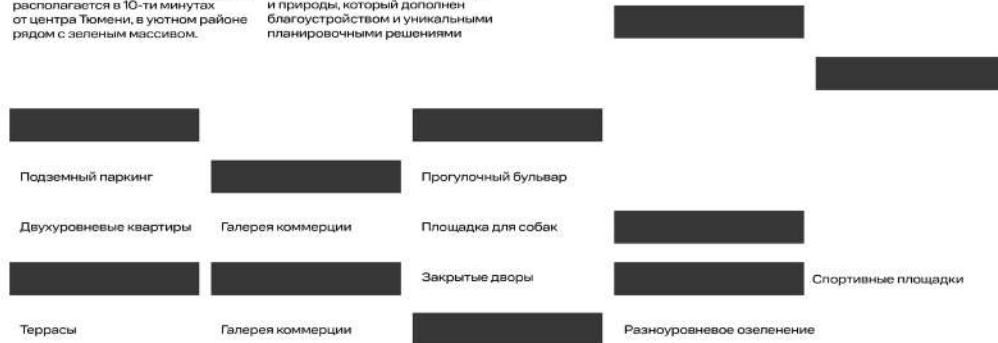 располагается в 10-ти минутах
от центра Тюмени, в уютном районе
рядом с зеленым массивом.
и природы, который дополнен
благоустройством и уникальными
планировочными решениями
Подземный паркинг
Прогулочный бульвар
Двухуровневые квартиры
Галерея коммерции
Площадка для собак
Закрытые дворы
Спортивные площадки
Террасы
Галерея коммерции
Разноуровневое озеленение